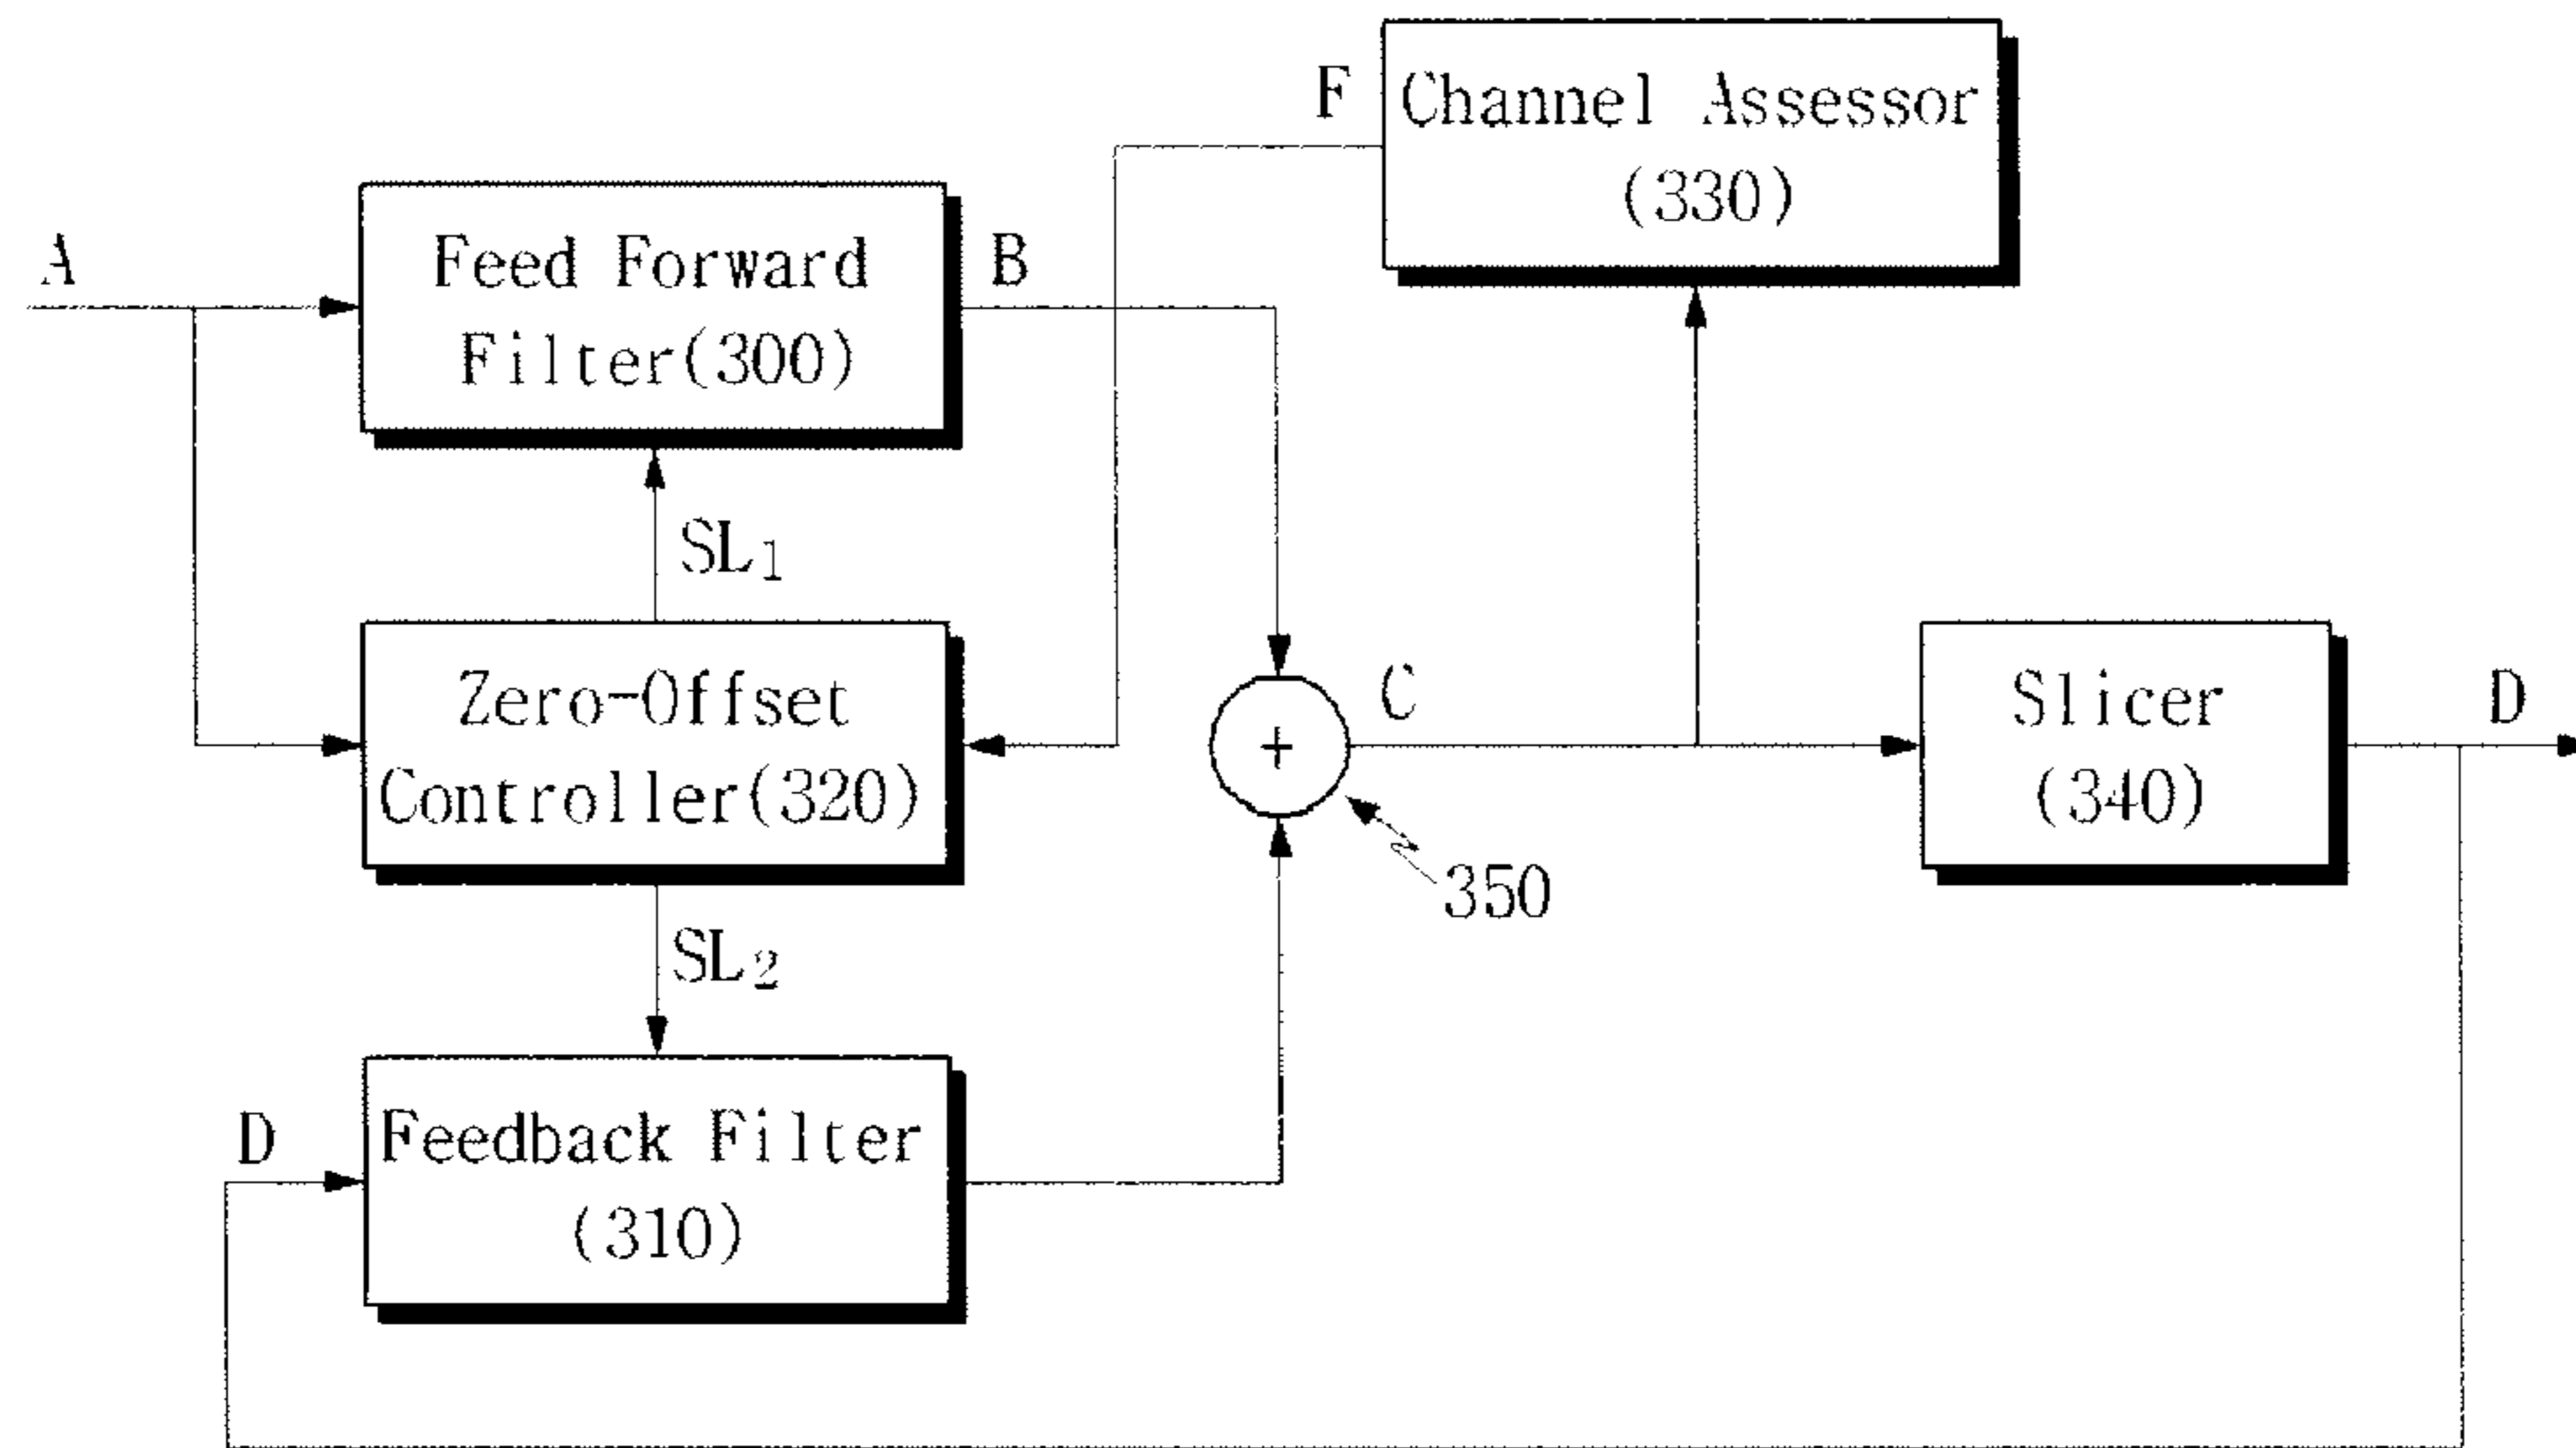 F
Channel Assessor
(330)
A
Feed Forward
Filter(300)
B
SL1
Zero-Offset
Controller(320)
C
Slicer
(340)
D
350
SL2
D
Feedback Filter
(310)
+